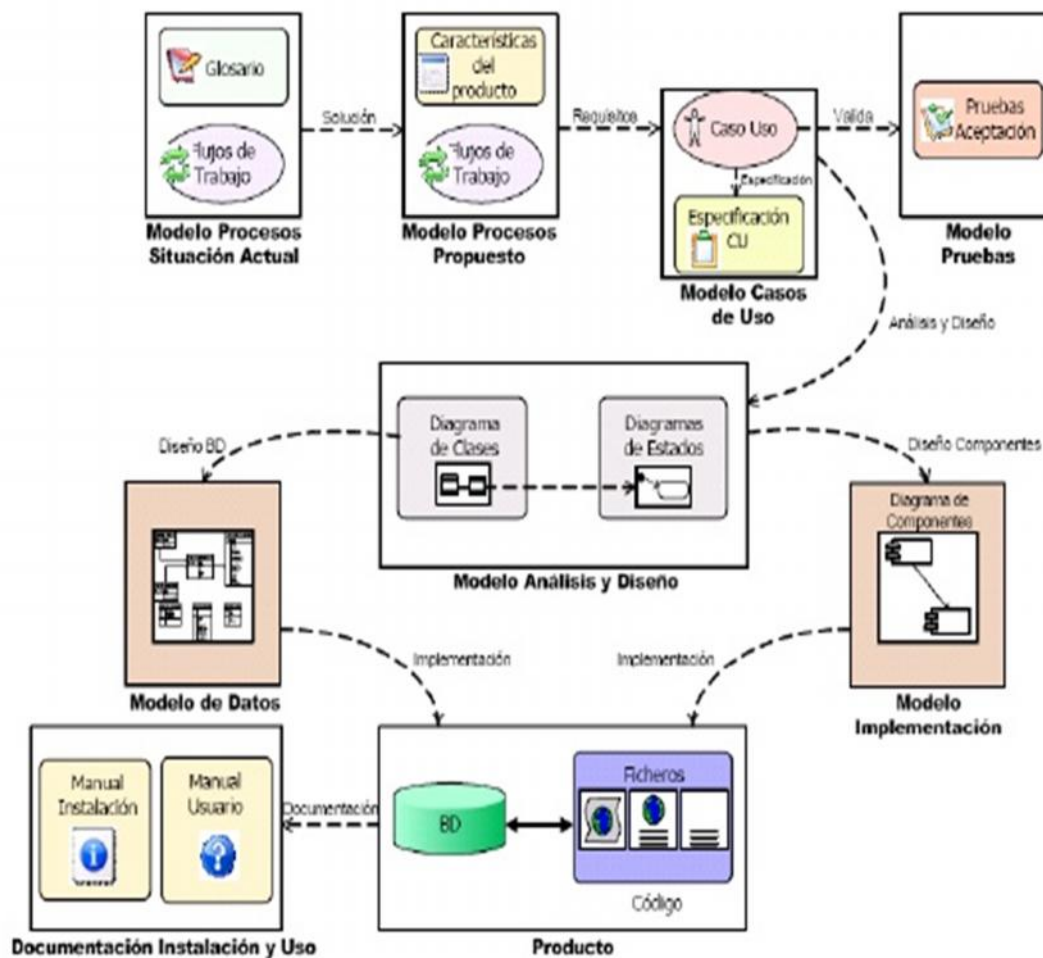 Glosario
Flujos de
Trabajo
Modelo Procesos
Situación Actual
Solución
Características
del
producto
Flujos de
Trabajo
Modelo Procesos
Propuesto
Requisitos
Caso Uso
Especificación
Especificación
CU
Modelo Casos
de Uso
Valida
Pruebas
Aceptación
Modelo
Pruebas
Análisis y Diseño
Diagrama
de Clases
Diagramas
de Estados
Modelo Análisis y Diseño
Diseño BD
Diseño Componentes
Modelo de Datos
Diagrama de
Componentes
Modelo
Implementación
Implementación
Implementación
Manual
Instalación
Manual
Usuario
Documentación Instalación y Uso
Documentación
BD
Ficheros
Código
Producto